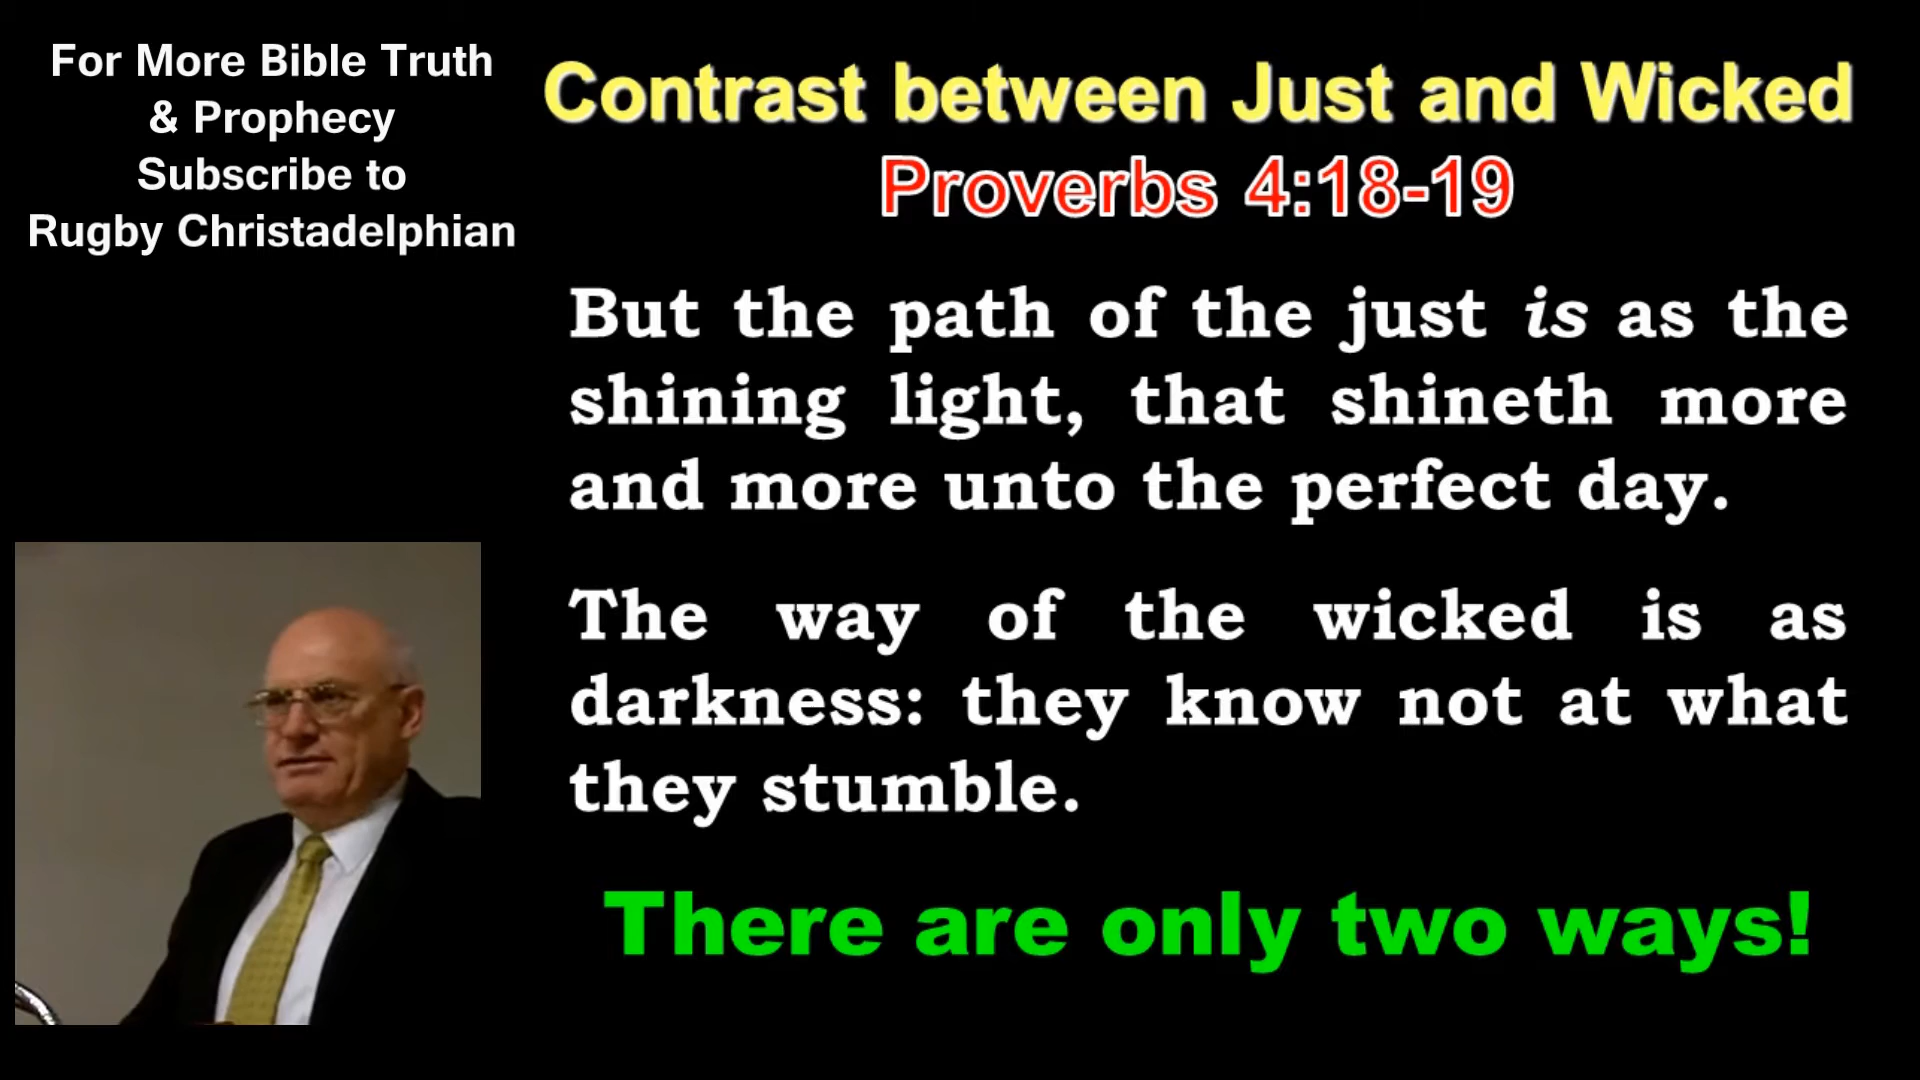 For More Bible Truth
& Prophecy
Subscribe to
Rugby Christadelphian
Contrast between Just and Wicked
Proverbs 4:18-19
But the path of the just is as the
shining light, that shineth more
and more unto the perfect day.
The way of the wicked is as
darkness: they know not at what
they stumble.
There are only two ways!